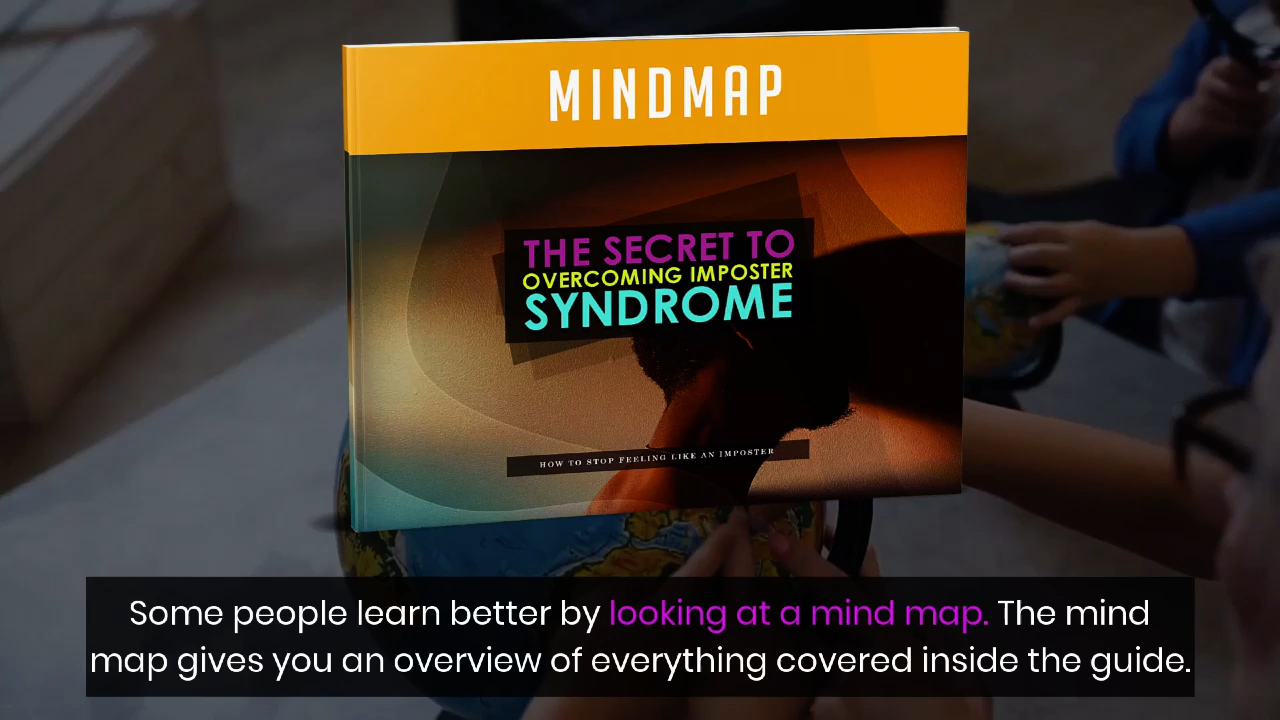 MINDMAP
THE SECRET TO
OVERCOMING IMPOSTER
SYNDROME
HOW TO STOP FEELING LIKE AN IMPOSTER
Some people learn better by looking at a mind map. The mind
map gives you an overview of everything covered inside the guide.